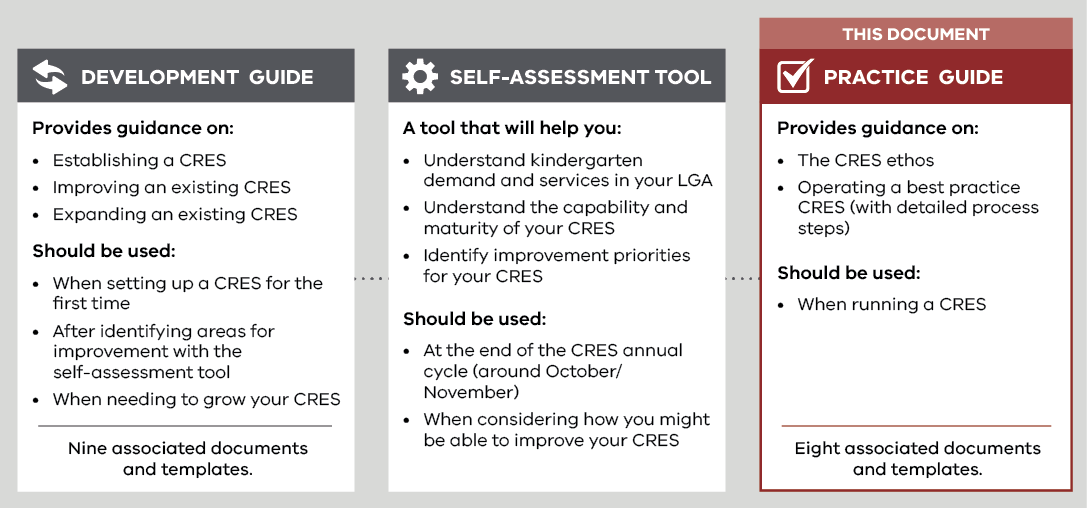 DEVELOPMENT GUIDE
Provides guidance on:
• Establishing a CRES
• Improving an existing CRES
• Expanding an existing CRES
Should be used:
• When setting up a CRES for the
first time
• After identifying areas for
improvement with the
self-assessment tool
• When needing to grow your CRES
Nine associated documents
and templates.
SELF-ASSESSMENT TOOL
A tool that will help you:
• Understand kindergarten
demand and services in your LGA
• Understand the capability and
maturity of your CRES
• Identify improvement priorities
for your CRES
Should be used:
• At the end of the CRES annual
cycle (around October/
November)
• When considering how you might
be able to improve your CRES
THIS DOCUMENT
PRACTICE GUIDE
Provides guidance on:
• The CRES ethos
• Operating a best practice
CRES (with detailed process
steps)
Should be used:
• When running a CRES
Eight associated documents
and templates.